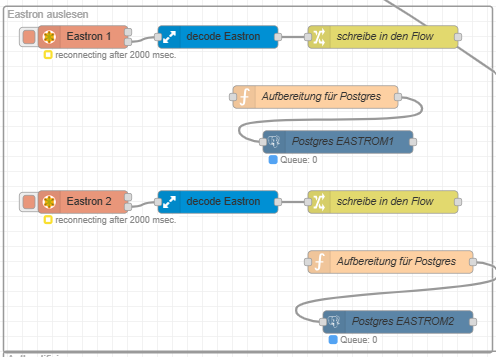 Eastron auslesen
Eastron 1
decode Eastron
schreibe in den Flow
reconnecting after 2000 msec.
Aufbereitung für Postgres
Postgres EASTROM1
Queue: 0
Eastron 2
decode Eastron
schreibe in den Flow
reconnecting after 2000 msec.
Aufbereitung für Postgres
Postgres EASTROM2
Queue: 0